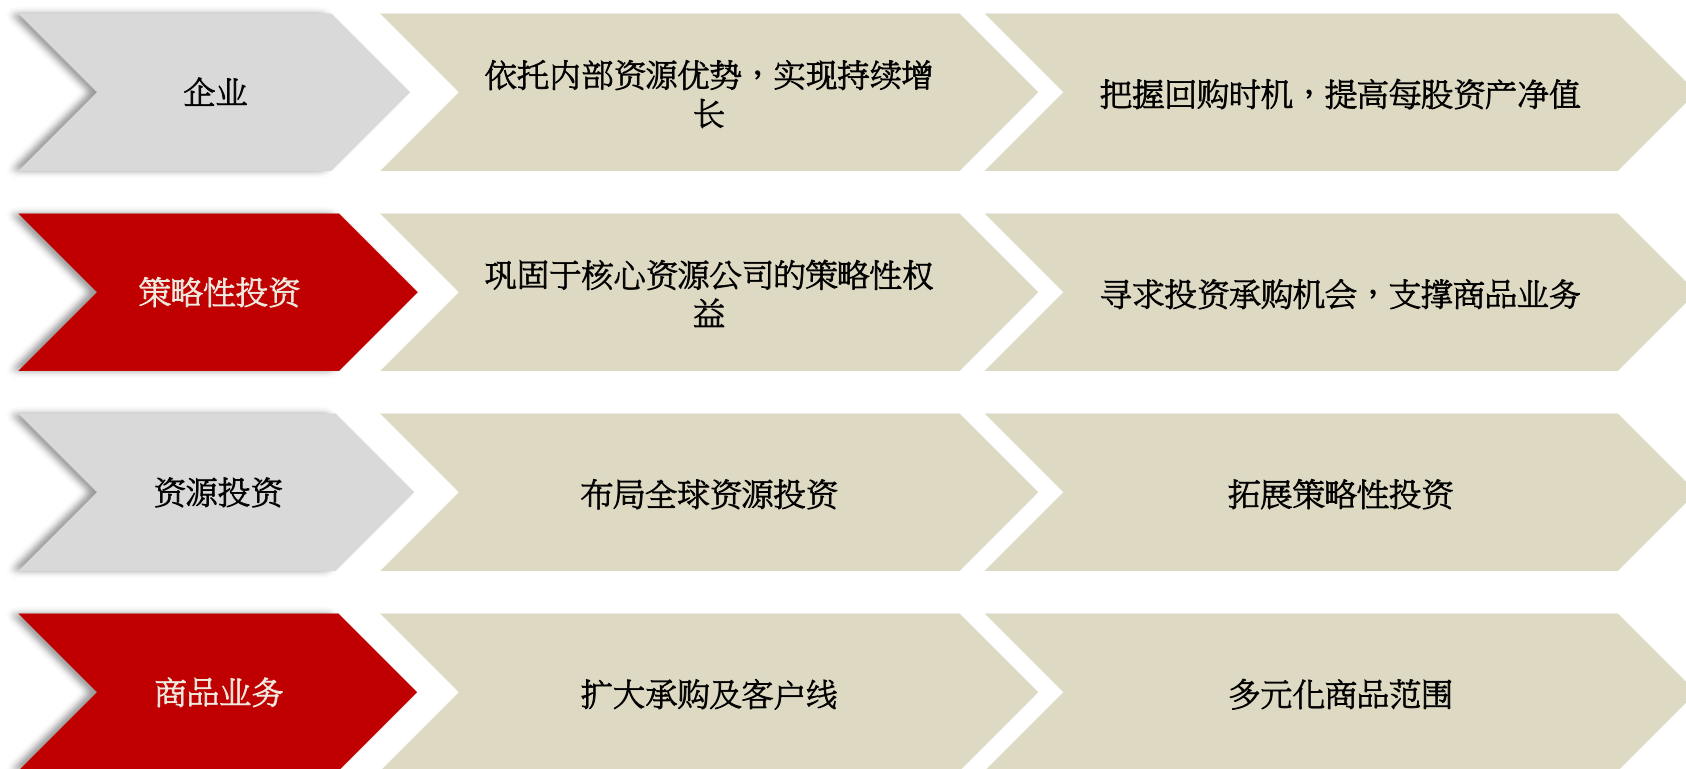 企业
依托内部资源优势，实现持续增
长
把握回购时机，提高每股资产净值
策略性投资
巩固于核心资源公司的策略性权
益
寻求投资承购机会，支撑商品业务
资源投资
布局全球资源投资
拓展策略性投资
商品业务
扩大承购及客户线
多元化商品范围